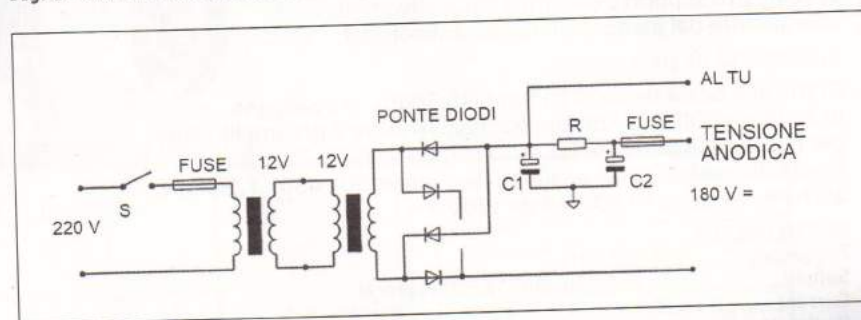 AL TU
PONTE DIODI
R
FUSE
TENSIONE
ANODICA
FUSE
12V 12V
C1
C2
180 V =
S
220 V